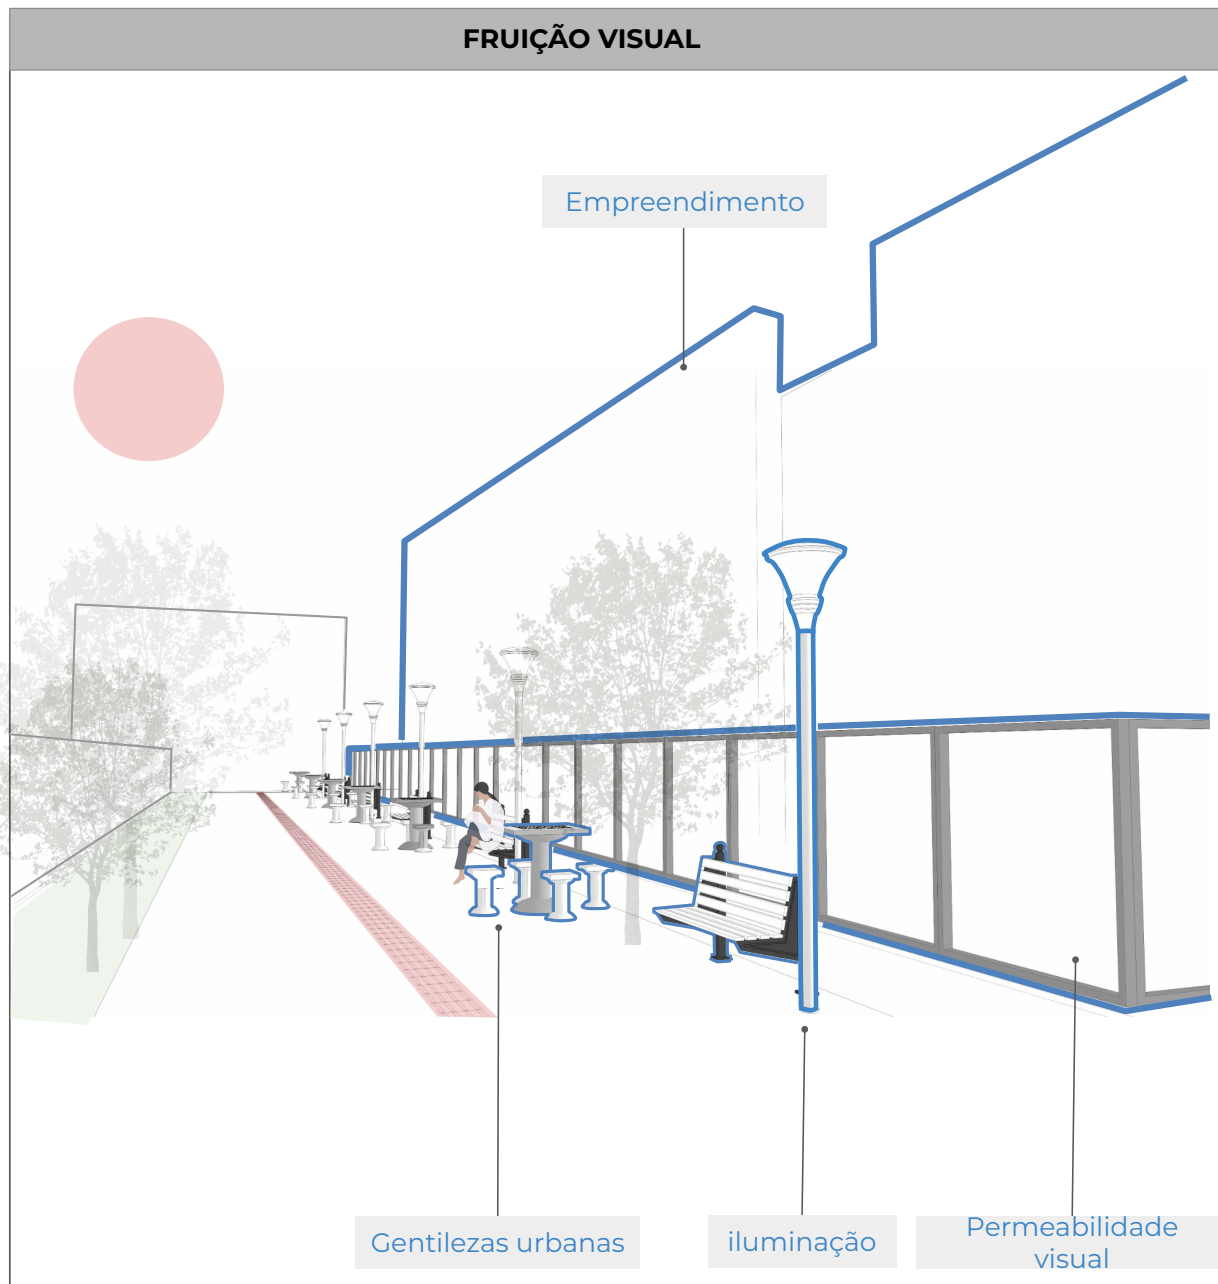 FRUIÇÃO VISUAL
Empreendimento
Gentilezas urbanas
iluminação
Permeabilidade
visual